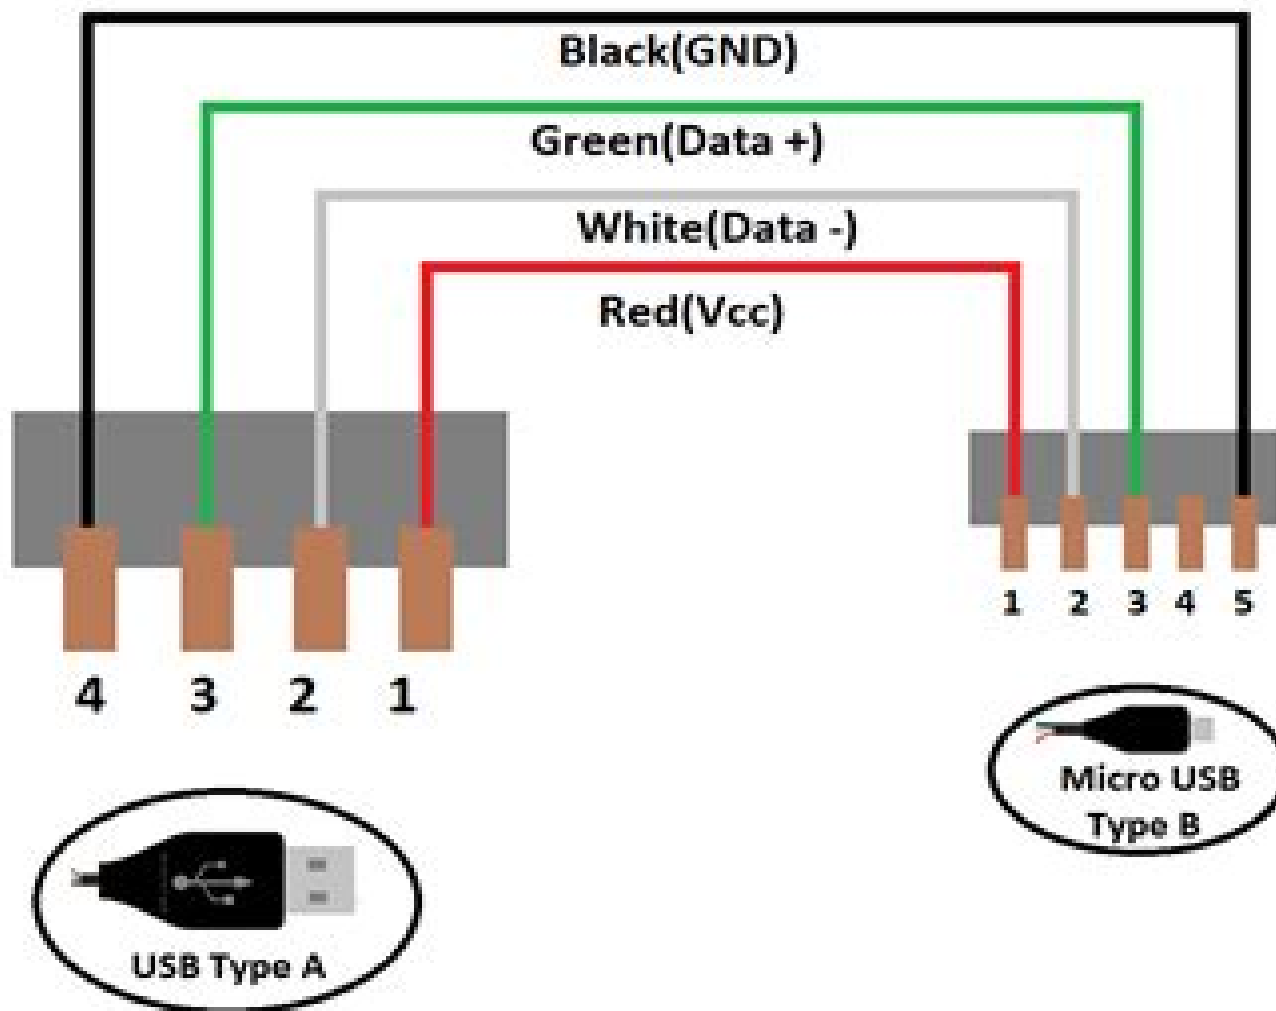 Black(GND)
Green(Data +)
White(Data -)
Red(Vcc)
4 3 2 1
1 2 3 4 5
Micro USB
Type B
USB Type A